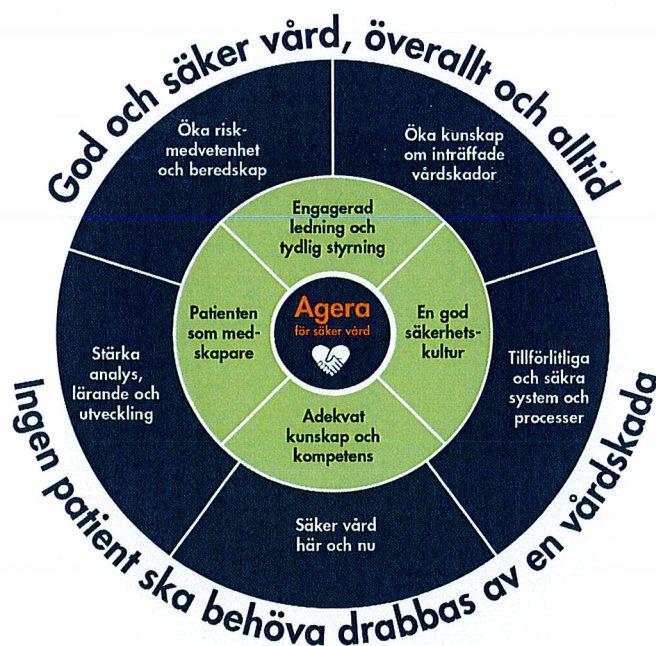 God och säker vård, överallt och alltid
Öka risk-
medvetenhet
och beredskap
Öka kunskap
om inträffade
vårdskador
Engagerad
ledning och
tydlig styrning
Patienten
som med-
skapare
Agera
för säker vård
En god
säkerhets-
kultur
Stärka
analys,
lärande och
utveckling
Tillförlitliga
och säkra
system och
processer
Adekvat
kunskap och
kompetens
Säker vård
här och nu
Ingen patient ska behöva drabbas av en vårdskada